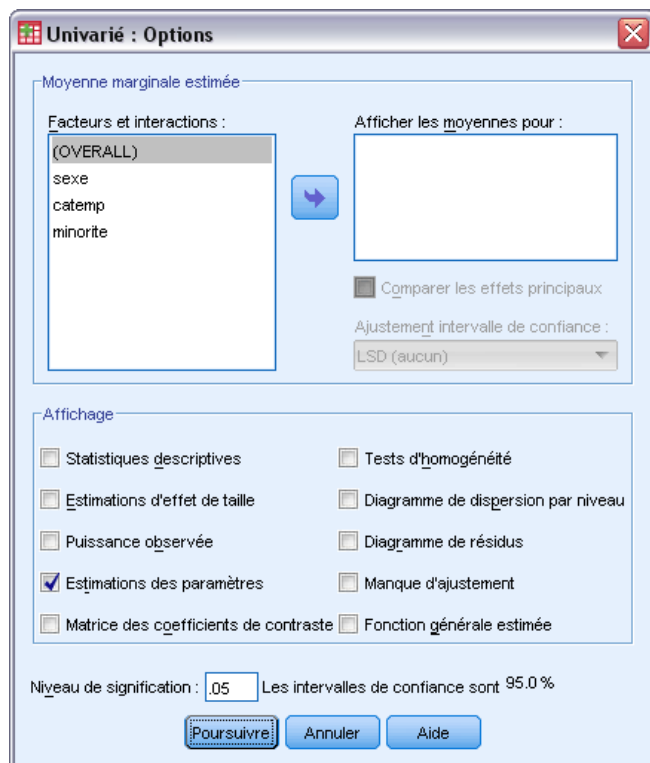 Univarié : Options
Moyenne marginale estimée
Facteurs et interactions :
(OVERALL)
sexe
catemp
minorite
Afficher les moyennes pour :
Comparer les effets principaux
Ajustement intervalle de confiance :
LSD (aucun)
Affichage
Statistiques descriptives
Tests d'homogénéité
Estimations d'effet de taille
Diagramme de dispersion par niveau
Puissance observée
Diagramme de résidus
Estimations des paramètres
Manque d'ajustement
Matrice des coefficients de contraste
Fonction générale estimée
Niveau de signification : .05 Les intervalles de confiance sont 95.0 %
Poursuivre Annuler Aide